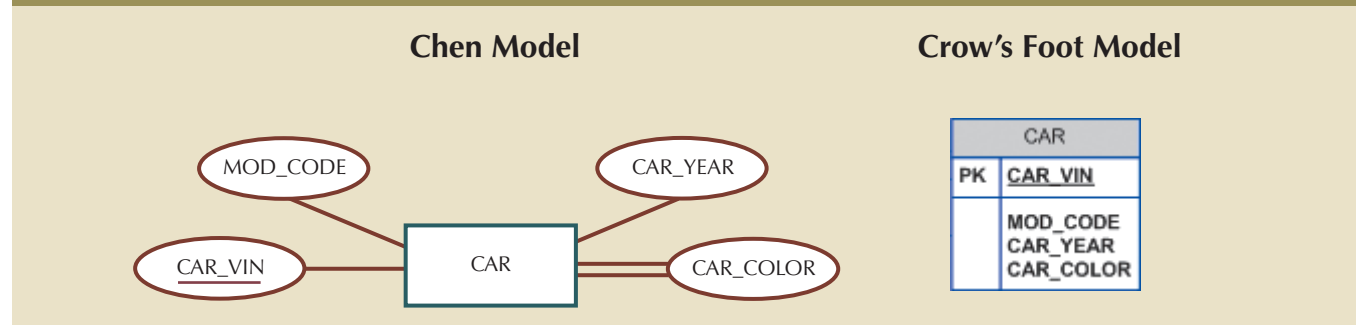 Chen Model
Crow's Foot Model
MOD_CODE
CAR_YEAR
CAR_VIN
CAR
CAR_COLOR
CAR
PK CAR_VIN
MOD_CODE
CAR_YEAR
CAR_COLOR